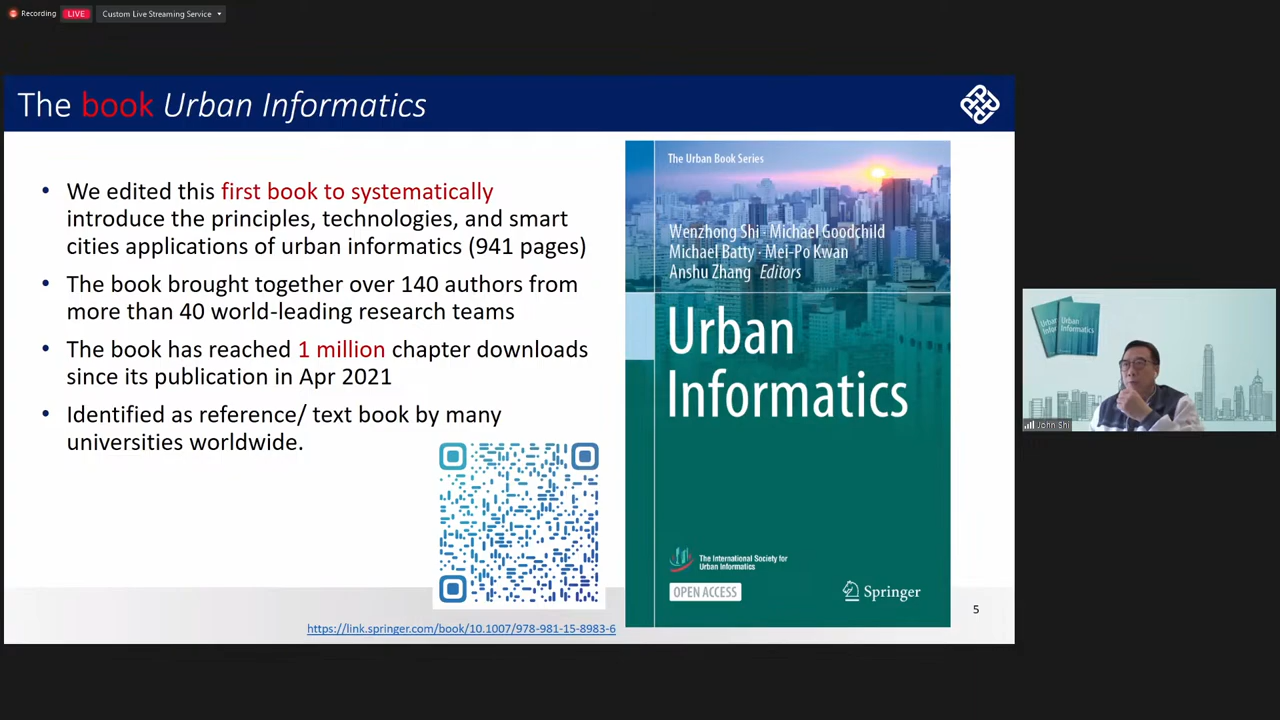 Recording
LIVE
Custom Live Streaming Service
The book Urban Informatics
• We edited this first book to systematically
introduce the principles, technologies, and smart
cities applications of urban informatics (941 pages)
• The book brought together over 140 authors from
more than 40 world-leading research teams
• The book has reached 1 million chapter downloads
since its publication in Apr 2021
• Identified as reference/ text book by many
universities worldwide.
https://link.springer.com/book/10.1007/978-981-15-8983-6
The Urban Book Series
Wenzhong Shi · Michael Goodchild
Michael Batty · Mei-Po Kwan
Anshu Zhang Editors
Urban
Informatics
The International Society for
Urban Informatics
OPEN ACCESS
Springer
5
Urban
Informatics
John Shi